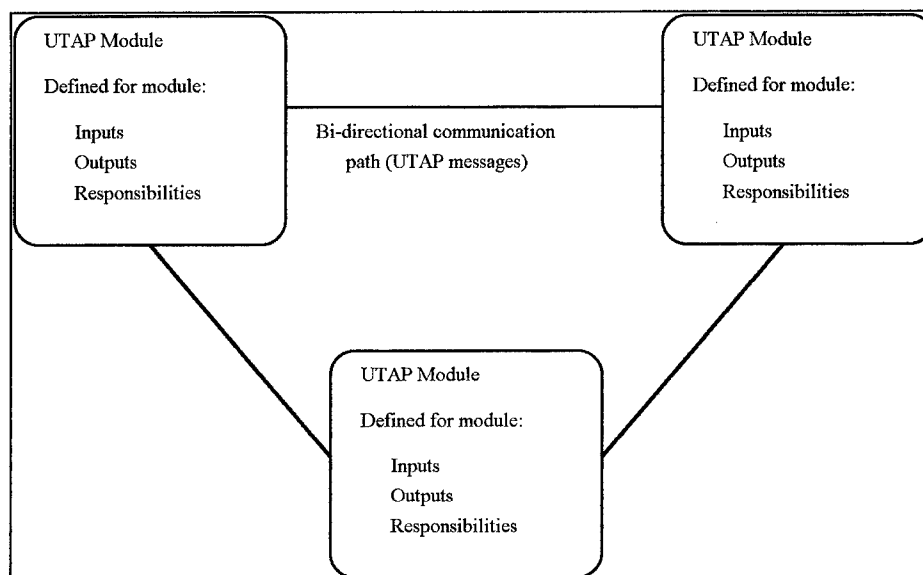 UTAP Module
Defined for module:
Inputs
Outputs
Responsibilities
Bi-directional communication
path (UTAP messages)
UTAP Module
Defined for module:
Inputs
Outputs
Responsibilities
UTAP Module
Defined for module:
Inputs
Outputs
Responsibilities